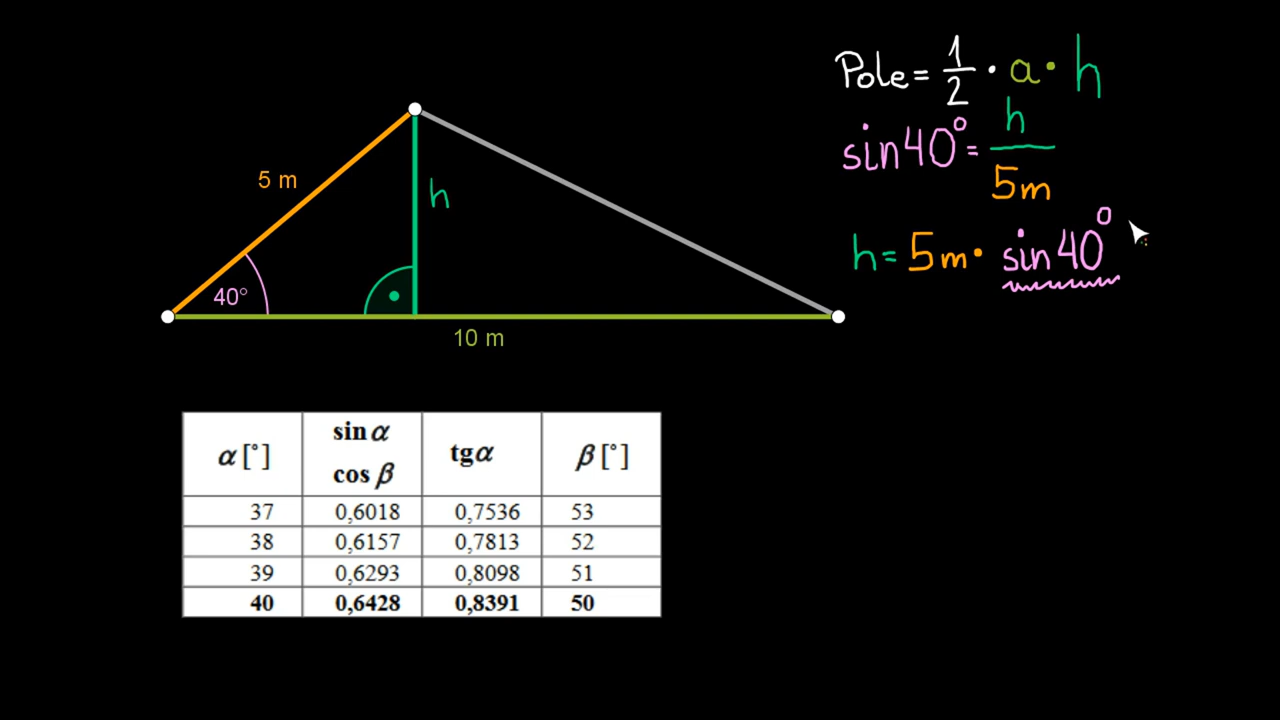 Pole = 1/2 · a · h
sin40° = h/5m
h = 5m · sin40°
5 m
h
40°
10 m
α [°] sin α cos β tgα β [°]
37 0,6018 0,7536 53
38 0,6157 0,7813 52
39 0,6293 0,8098 51
40 0,6428 0,8391 50